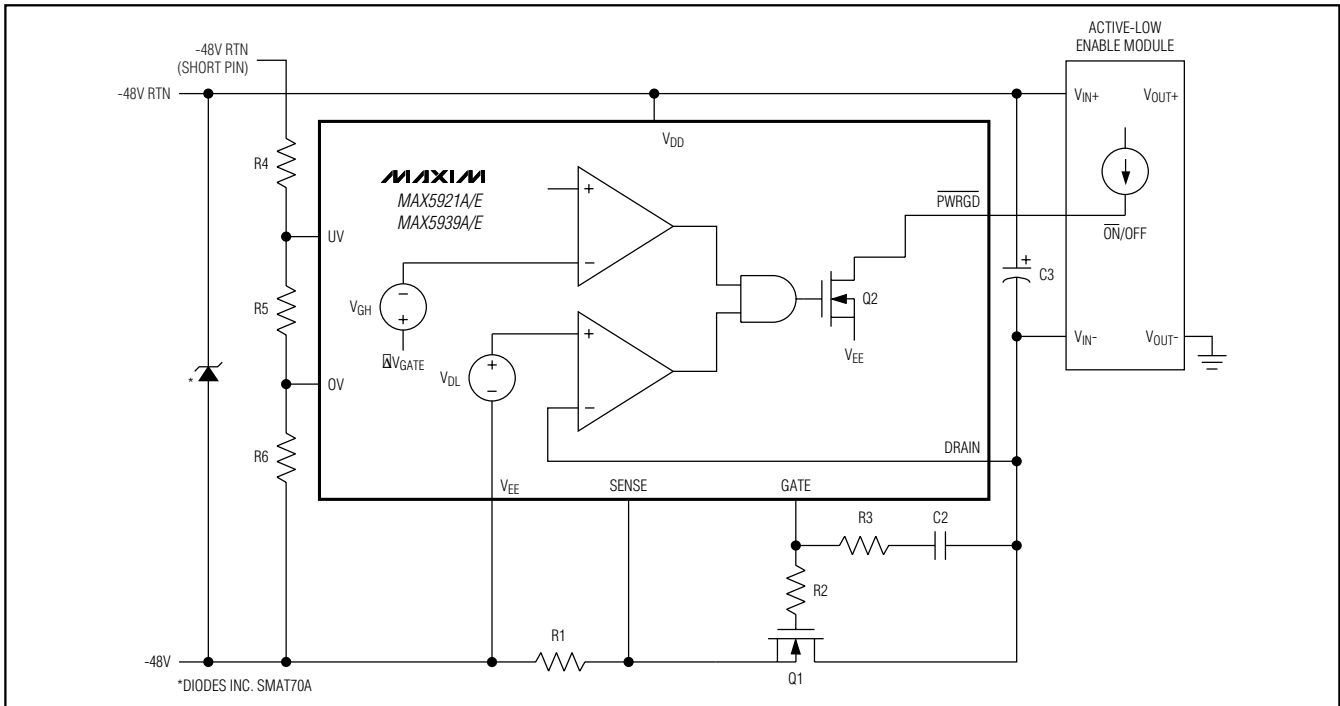 ACTIVE-LOW
ENABLE MODULE
-48V RTN
(SHORT PIN)
-48V RTN
VIN+
VOUT+
VDD
R4
MAXIM
MAX5921A/E
MAX5939A/E
PWRGD
ON/OFF
UV
+
-
+
C3
R5
VGH
-
+
Q2
VEE
VIN-
VOUT-
VGATE
+
-
VDL
+
-
*
OV
R6
DRAIN
VEE
SENSE
GATE
R3
C2
R2
R1
-48V
Q1
*DIODES INC. SMAT70A